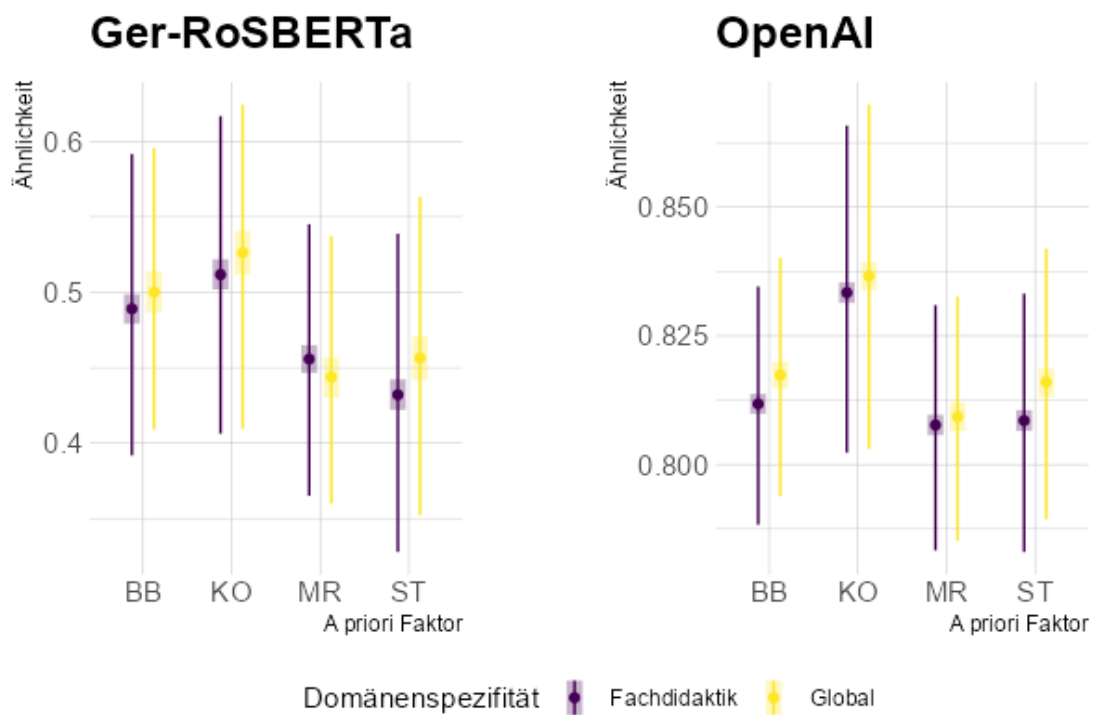 Ger-RoSBERTa
Ähnlichkeit
0.6
0.5
0.4
BB KO MR ST
A priori Faktor
OpenAI
Ähnlichkeit
0.850
0.825
0.800
BB KO MR ST
A priori Faktor
Domänenspezifität Fachdidaktik Global